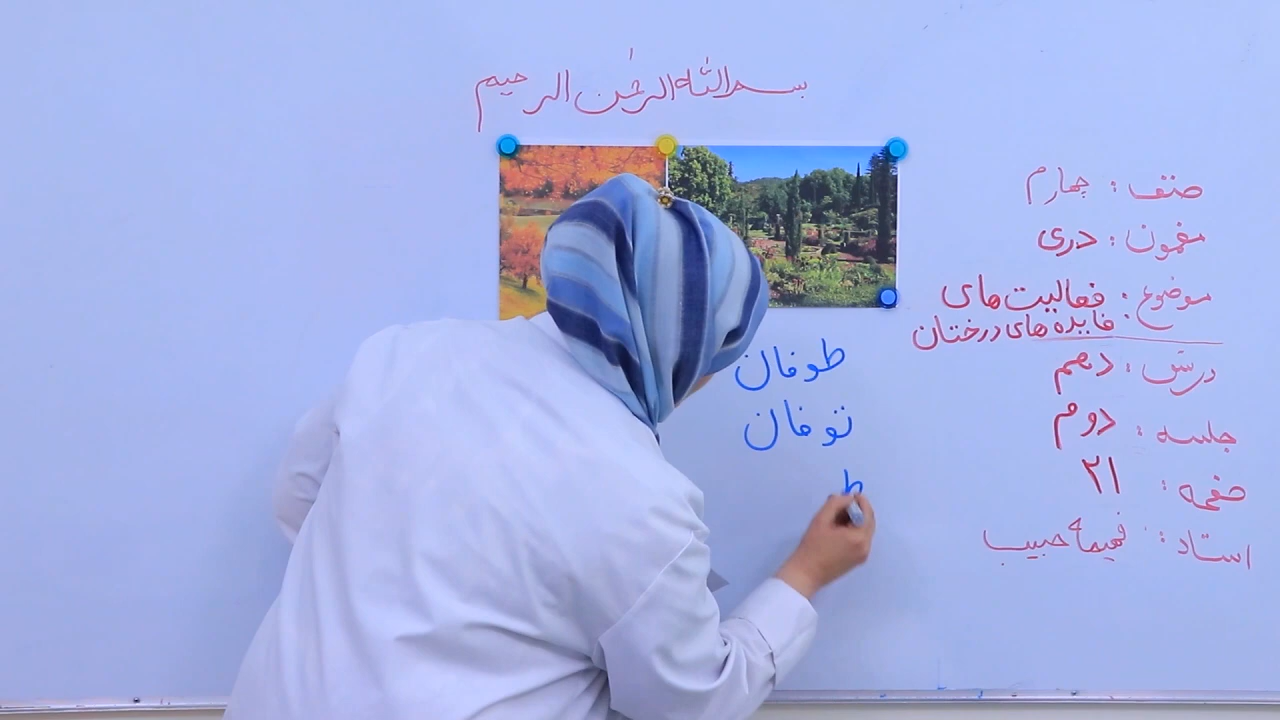 بسم الله الرحمن الرحیم
صنف: چهارم
مضمون: دری
موضوع: فعالیت های
فایده های درختان
درس: دهم
جلسه: دوم
صفحه: ۲۱
استاد: فهیمه حبیب
طوفان
توفان
ط